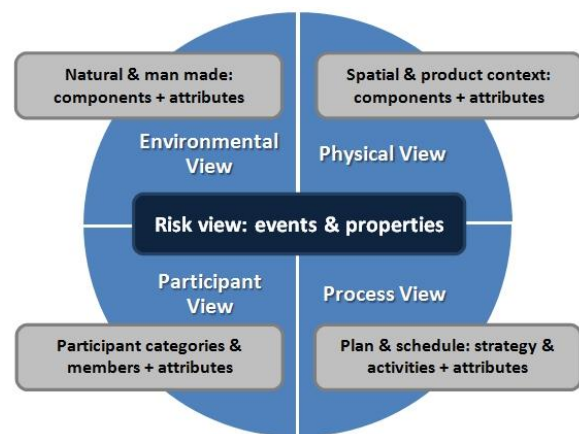 Natural & man made:
components + attributes
Spatial & product context:
components + attributes
Environmental
View
Physical View
Risk view: events & properties
Participant
View
Process View
Participant categories &
members + attributes
Plan & schedule: strategy &
activities + attributes